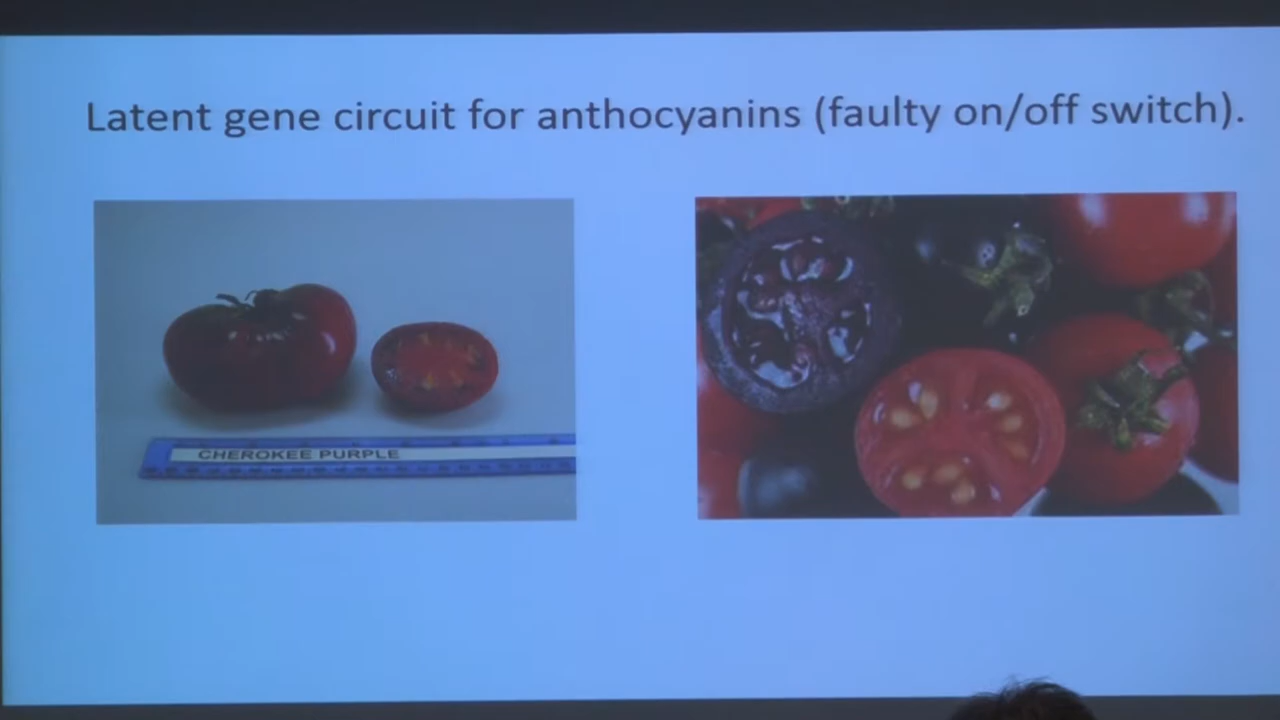 Latent gene circuit for anthocyanins (faulty on/off switch).
CHEROKEE PURPLE